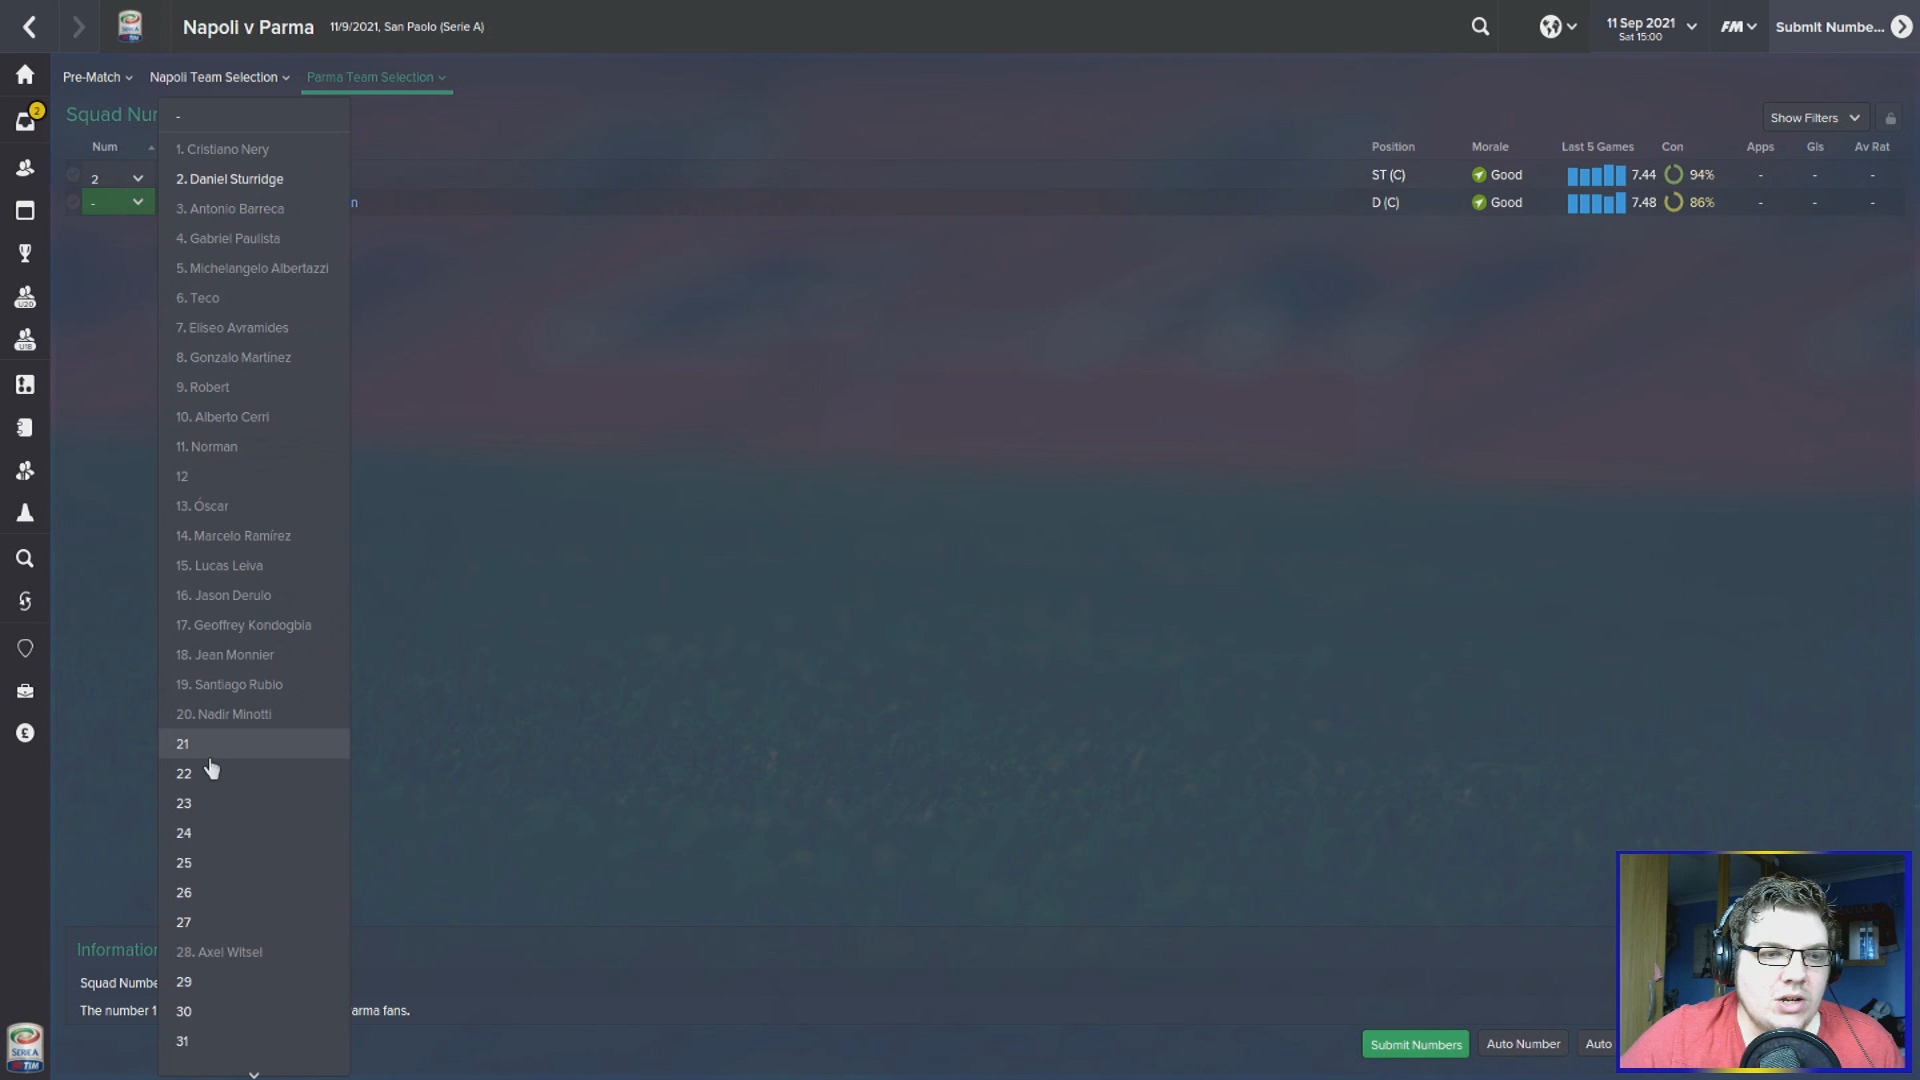 Napoli v Parma 11/9/2021, San Paolo (Serie A)
11 Sep 2021
Sat 15:00
FM
Submit Numbe...
Pre-Match Napoli Team Selection Parma Team Selection
2
Squad Nur
Show Filters
Num Position Morale Last 5 Games Con Apps Gls Av Rat
2 ST (C) Good 7.44 94% - - -
- n D (C) Good 7.48 86% - - -
-
1. Cristiano Nery
2. Daniel Sturridge
3. Antonio Barreca
4. Gabriel Paulista
5. Michelangelo Albertazzi
6. Teco
7. Eliseo Avramides
8. Gonzalo Martínez
9. Robert
10. Alberto Cerri
11. Norman
12
13. Óscar
14. Marcelo Ramírez
15. Lucas Leiva
16. Jason Derulo
17. Geoffrey Kondogbia
18. Jean Monnier
19. Santiago Rubio
20. Nadir Minotti
21
22
23
24
25
26
27
28. Axel Witsel
29
30
31
U20
U18
Informatio
Squad Numbe
The number 1 arma fans.
Submit Numbers Auto Number Auto
SERIE A
TIM